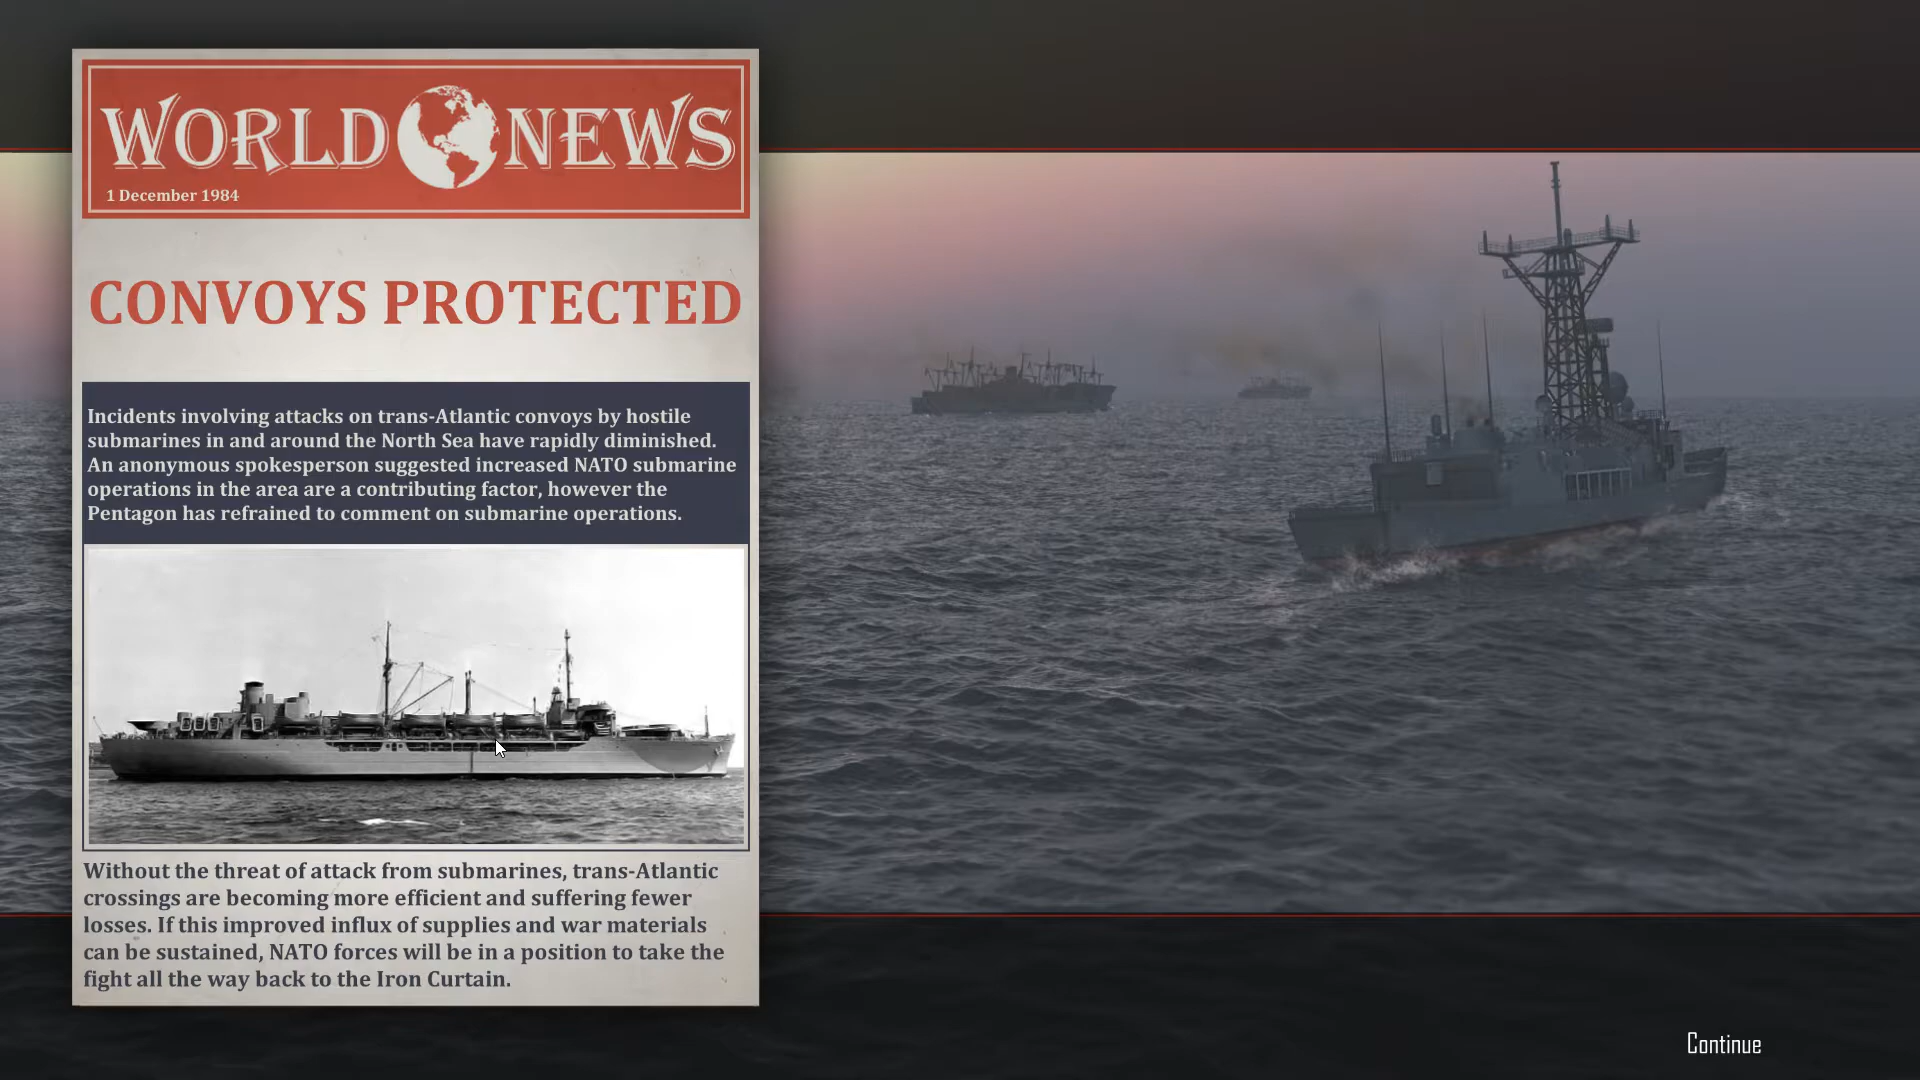 WORLD NEWS
1 December 1984
CONVOYS PROTECTED
Incidents involving attacks on trans-Atlantic convoys by hostile
submarines in and around the North Sea have rapidly diminished.
An anonymous spokesperson suggested increased NATO submarine
operations in the area are a contributing factor, however the
Pentagon has refrained to comment on submarine operations.
Without the threat of attack from submarines, trans-Atlantic
crossings are becoming more efficient and suffering fewer
losses. If this improved influx of supplies and war materials
can be sustained, NATO forces will be in a position to take the
fight all the way back to the Iron Curtain.
Continue